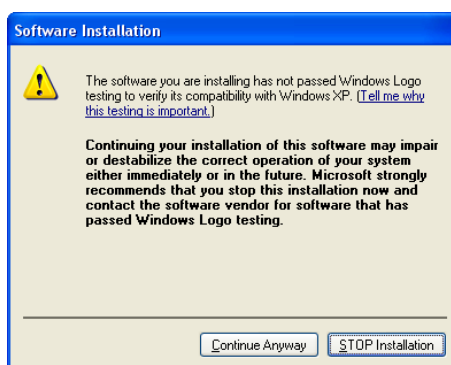 Software Installation
The software you are installing has not passed Windows Logo
testing to verify its compatibility with Windows XP. (Tell me why
this testing is important.)
Continuing your installation of this software may impair
or destabilize the correct operation of your system
either immediately or in the future. Microsoft strongly
recommends that you stop this installation now and
contact the software vendor for software that has
passed Windows Logo testing.
Continue Anyway STOP Installation